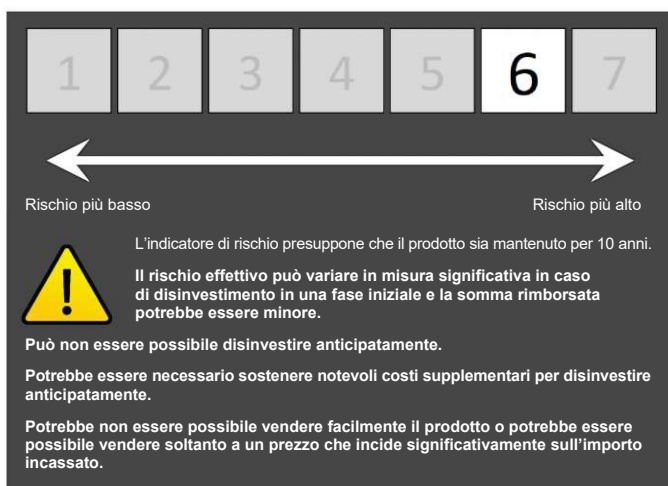 1 2 3 4 5 6 7
Rischio più basso Rischio più alto
L'indicatore di rischio presuppone che il prodotto sia mantenuto per 10 anni.
Il rischio effettivo può variare in misura significativa in caso
di disinvestimento in una fase iniziale e la somma rimborsata
potrebbe essere minore.
Può non essere possibile disinvestire anticipatamente.
Potrebbe essere necessario sostenere notevoli costi supplementari per disinvestire
anticipatamente.
Potrebbe non essere possibile vendere facilmente il prodotto o potrebbe essere
possibile vendere soltanto a un prezzo che incide significativamente sull'importo
incassato.